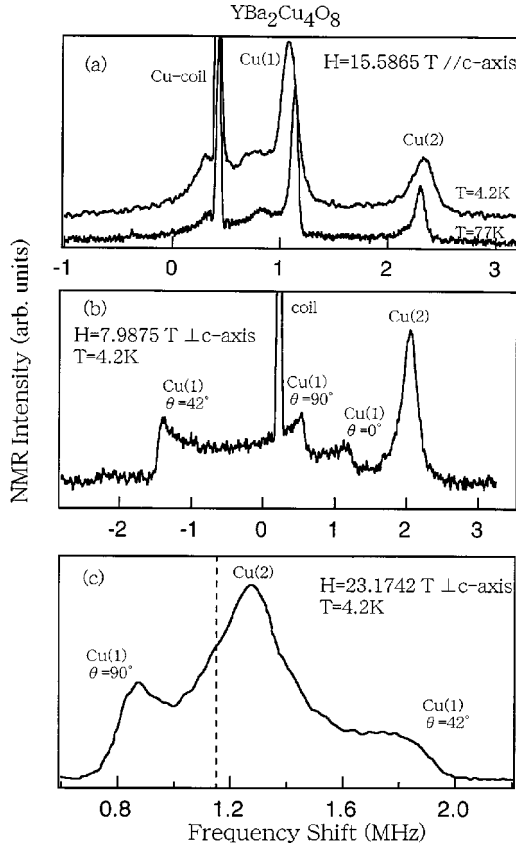 YBa₂Cu₄O₈
(a)
Cu-coil
Cu(1)
H=15.5865 T //c-axis
Cu(2)
T=4.2K
T=77K
-1 0 1 2 3
(b)
H=7.9875 T ⊥c-axis
T=4.2K
coil
Cu(2)
Cu(1)
θ=42°
Cu(1)
θ=90°
Cu(1)
θ=0°
-2 -1 0 1 2 3
NMR Intensity (arb. units)
(c)
Cu(2)
H=23.1742 T ⊥c-axis
T=4.2K
Cu(1)
θ=90°
Cu(1)
θ=42°
0.8 1.2 1.6 2.0
Frequency Shift (MHz)